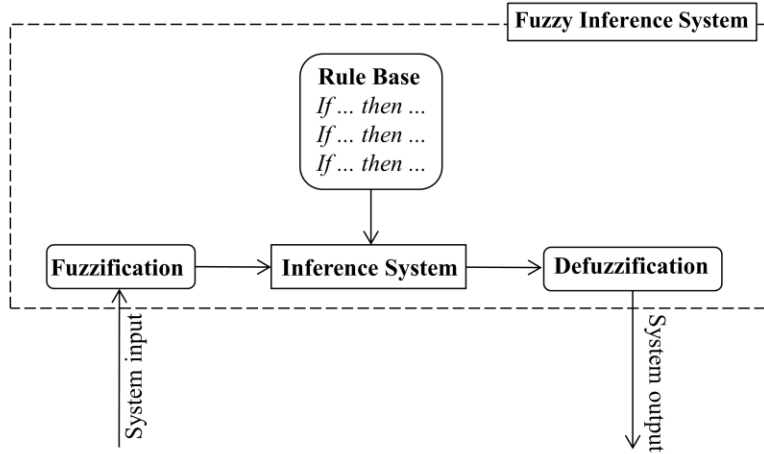 Fuzzy Inference System
Rule Base
If ... then ...
If ... then ...
If ... then ...
Fuzzification
Inference System
Defuzzification
System input
System output